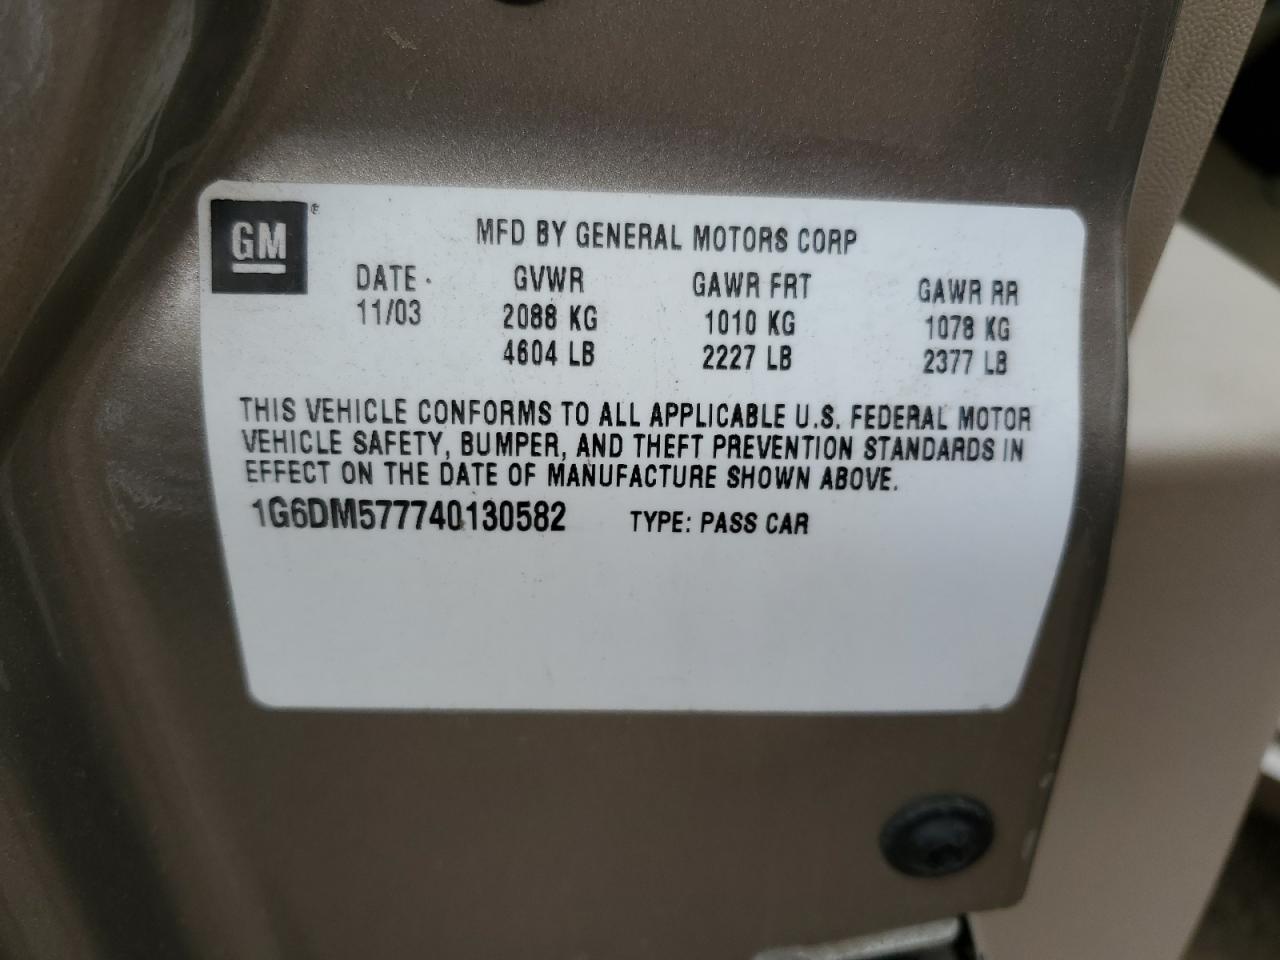 GM ®
MFD BY GENERAL MOTORS CORP
DATE GVWR GAWR FRT GAWR RR
11/03 2088 KG 1010 KG 1078 KG
4604 LB 2227 LB 2377 LB
THIS VEHICLE CONFORMS TO ALL APPLICABLE U.S. FEDERAL MOTOR
VEHICLE SAFETY, BUMPER, AND THEFT PREVENTION STANDARDS IN
EFFECT ON THE DATE OF MANUFACTURE SHOWN ABOVE.
1G6DM577740130582 TYPE: PASS CAR